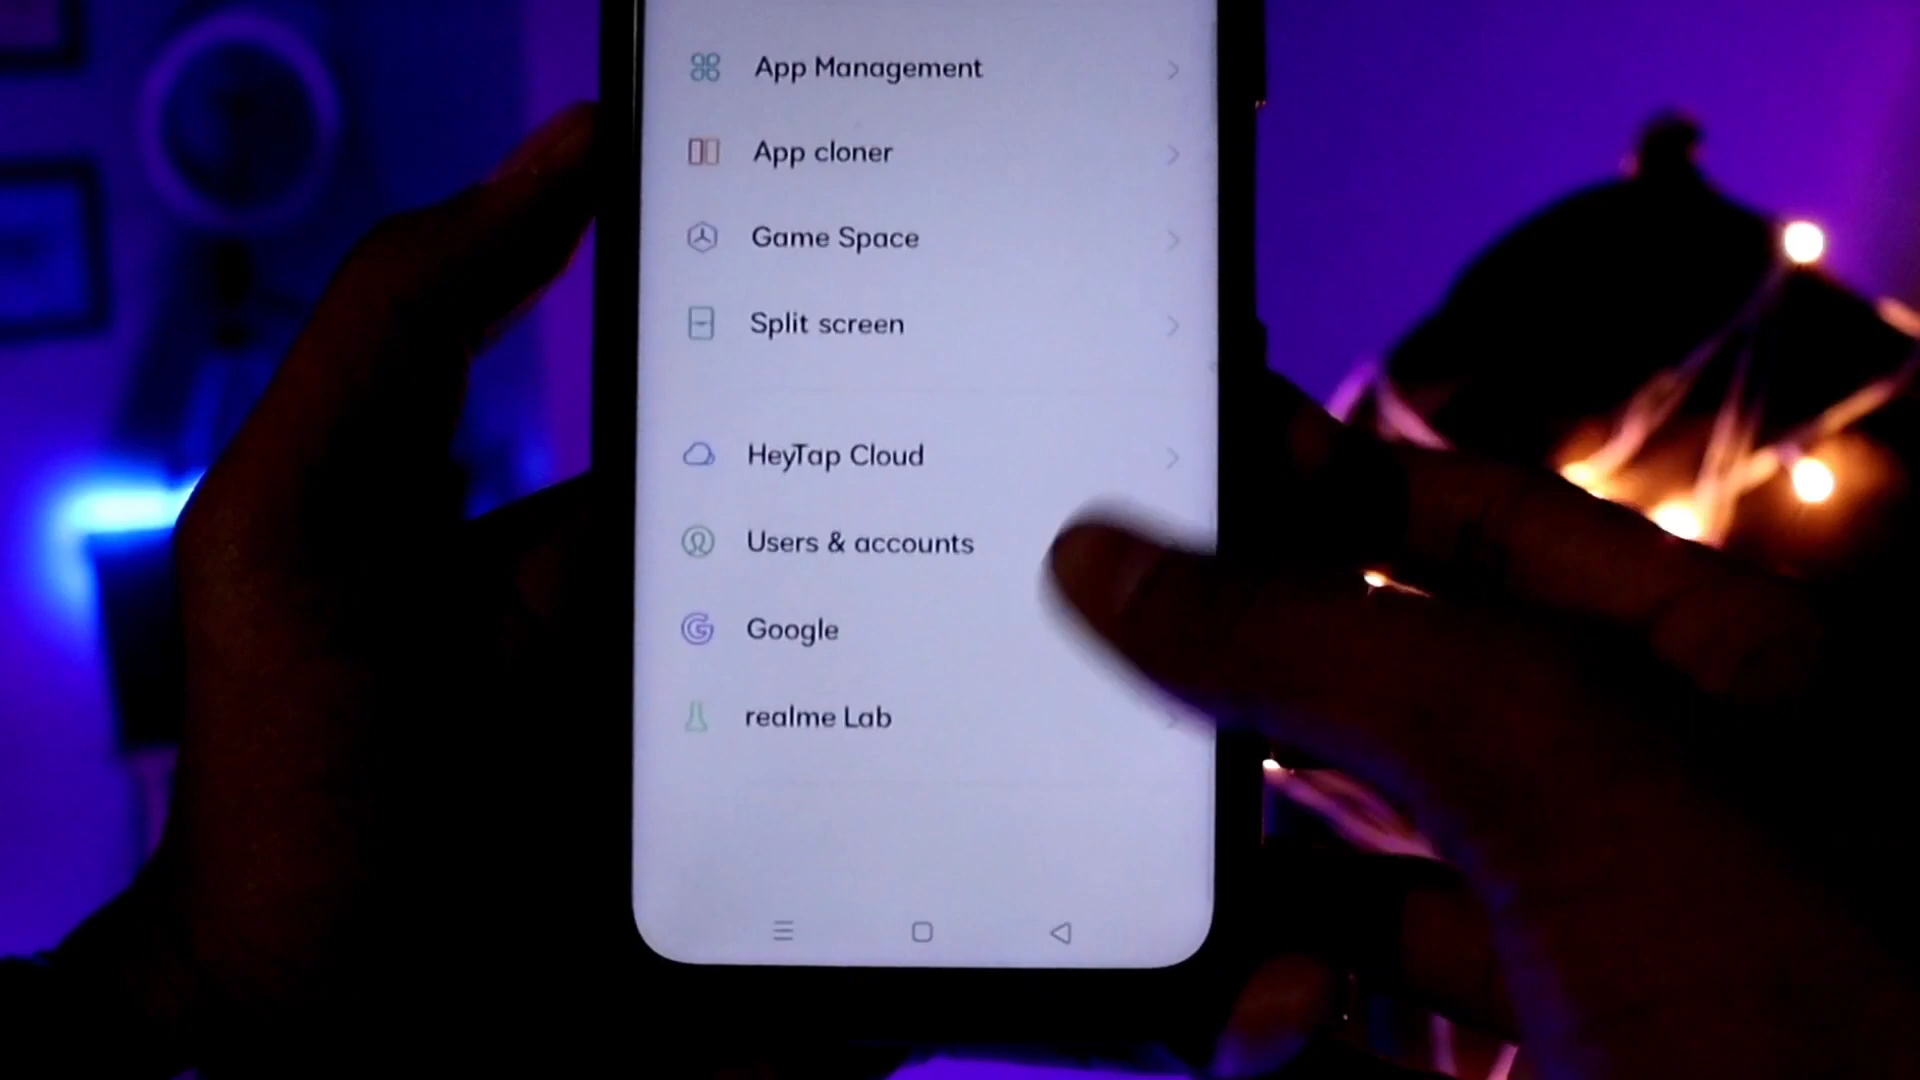 App Management
App cloner
Game Space
Split screen
HeyTap Cloud
Users & accounts
Google
realme Lab